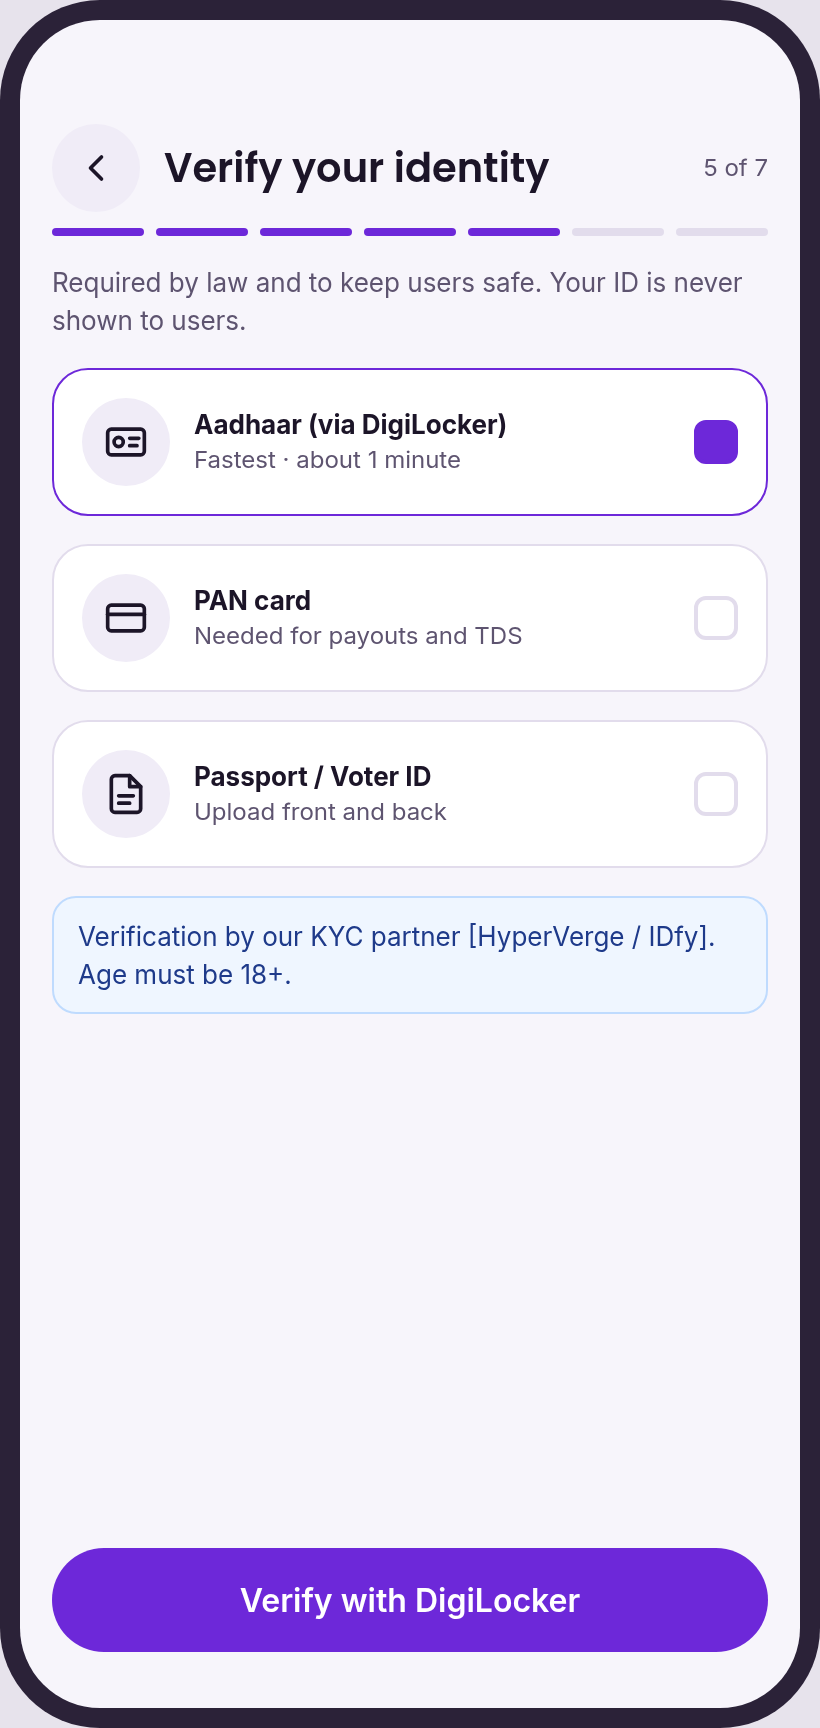 Verify your identity
5 of 7
Required by law and to keep users safe. Your ID is never
shown to users.
Aadhaar (via DigiLocker)
Fastest · about 1 minute
PAN card
Needed for payouts and TDS
Passport / Voter ID
Upload front and back
Verification by our KYC partner [HyperVerge / IDfy].
Age must be 18+.
Verify with DigiLocker